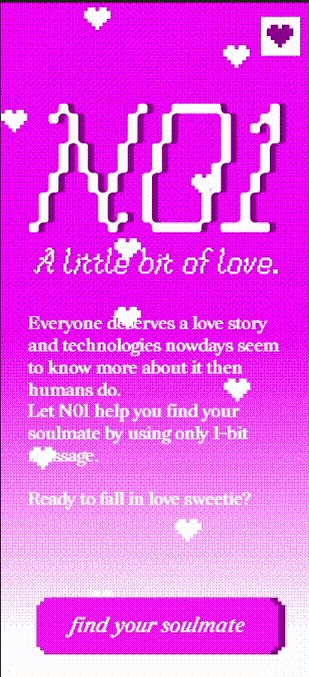 N01
A little bit of love.
Everyone deserves a love story
and technologies nowdays seem
to know more about it then
humans do.
Let N01 help you find your
soulmate by using only 1-bit
message.
Ready to fall in love sweetie?
find your soulmate